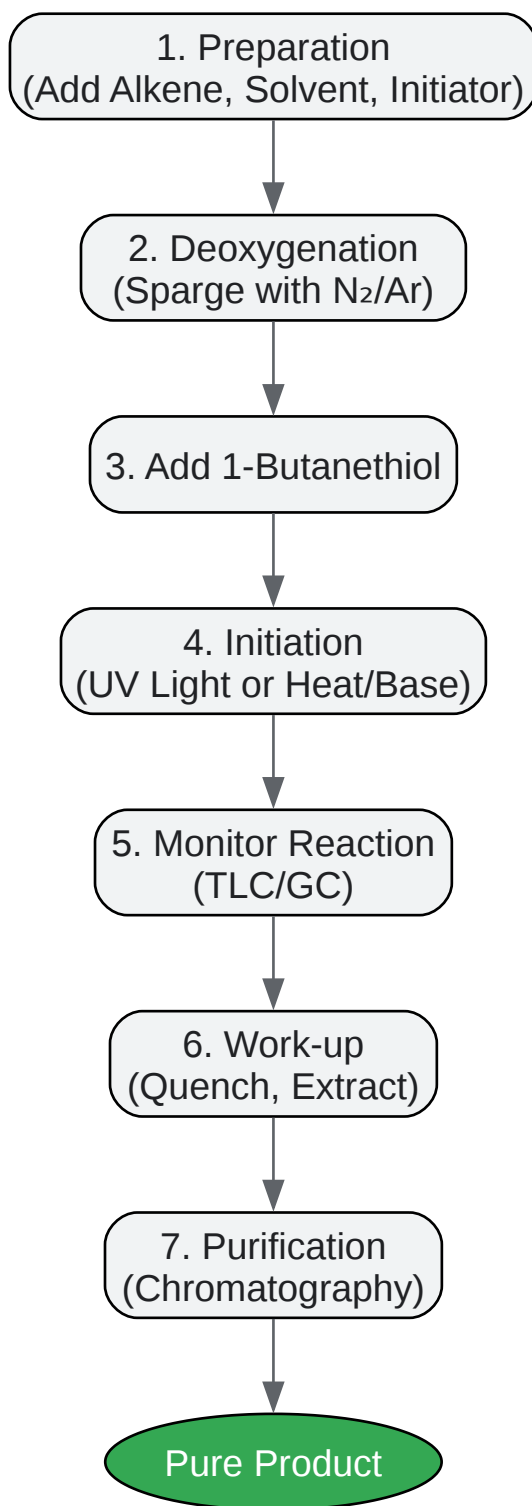 1. Preparation
(Add Alkene, Solvent, Initiator)
2. Deoxygenation
(Sparge with N₂/Ar)
3. Add 1-Butanethiol
4. Initiation
(UV Light or Heat/Base)
5. Monitor Reaction
(TLC/GC)
6. Work-up
(Quench, Extract)
7. Purification
(Chromatography)
Pure Product